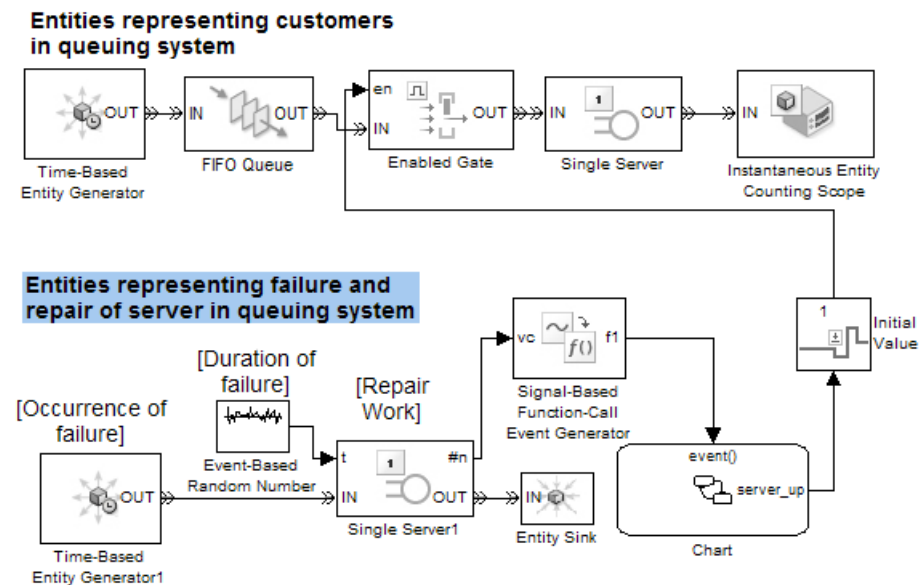 Entities representing customers
in queuing system
OUT
Time-Based
Entity Generator
IN
OUT
FIFO Queue
en
IN
OUT
Enabled Gate
IN
1
OUT
Single Server
IN
Instantaneous Entity
Counting Scope
Entities representing failure and
repair of server in queuing system
1
Initial
Value
vc
f()
f1
Signal-Based
Function-Call
Event Generator
[Duration of
failure]
[Repair
Work]
[Occurrence of
failure]
Event-Based
Random Number
t
1
#n
IN
OUT
Single Server1
OUT
Time-Based
Entity Generator1
IN
Entity Sink
event()
server_up
Chart